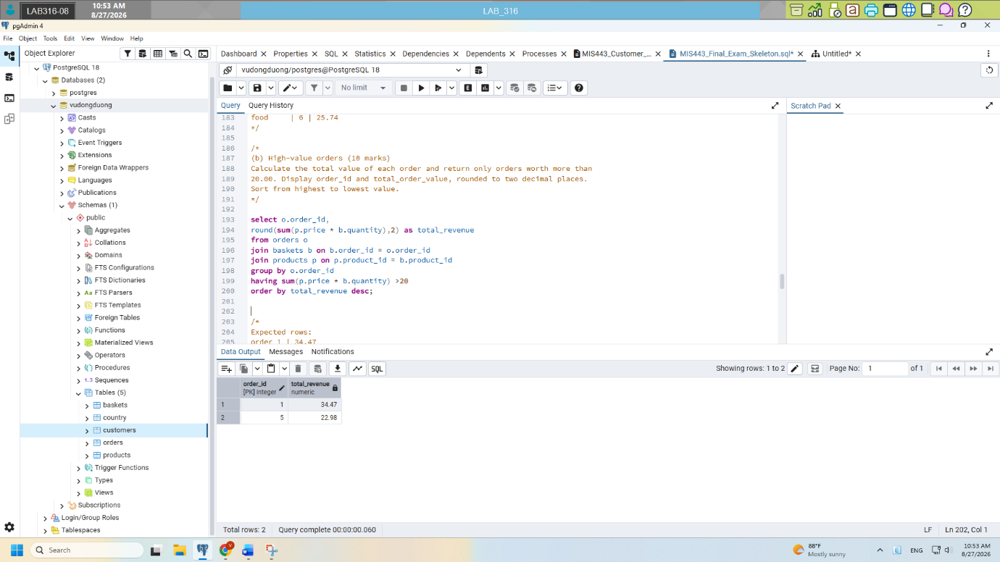 LAB316-08
10:53 AM
8/27/2026
LAB_316
pgAdmin 4
File Object Tools Edit View Window Help
Object Explorer
Dashboard Properties SQL Statistics Dependencies Dependents Processes MIS443_Customer_... MIS443_Final_Exam_Skeleton.sql* Untitled*
PostgreSQL 18
Databases (2)
postgres
vudongduong
Casts
Catalogs
Event Triggers
Extensions
Foreign Data Wrappers
Languages
Publications
Schemas (1)
public
Aggregates
Collations
Domains
FTS Configurations
FTS Dictionaries
FTS Parsers
FTS Templates
Foreign Tables
Functions
Materialized Views
Operators
Procedures
Sequences
Tables (5)
baskets
country
customers
orders
products
Trigger Functions
Types
Views
Subscriptions
Login/Group Roles
Tablespaces
vudongduong/postgres@PostgreSQL 18
No limit
Query Query History
Scratch Pad
183 food | 6 | 25.74
184 */
185
186 /*
187 (b) High-value orders (10 marks)
188 Calculate the total value of each order and return only orders worth more than
189 20.00. Display order_id and total_order_value, rounded to two decimal places.
190 Sort from highest to lowest value.
191 */
192
193 select o.order_id,
194 round(sum(p.price * b.quantity),2) as total_revenue
195 from orders o
196 join baskets b on b.order_id = o.order_id
197 join products p on p.product_id = b.product_id
198 group by o.order_id
199 having sum(p.price * b.quantity) >20
200 order by total_revenue desc;
201
202
203 /*
204 Expected rows:
205 order 1 | 34.47
Data Output Messages Notifications
SQL
Showing rows: 1 to 2
Page No: 1 of 1
order_id total_revenue
[PK] integer numeric
1 1 34.47
2 5 22.98
Total rows: 2 Query complete 00:00:00.060 LF Ln 202, Col 1
Search
88°F
Mostly sunny
ENG
10:53 AM
8/27/2026